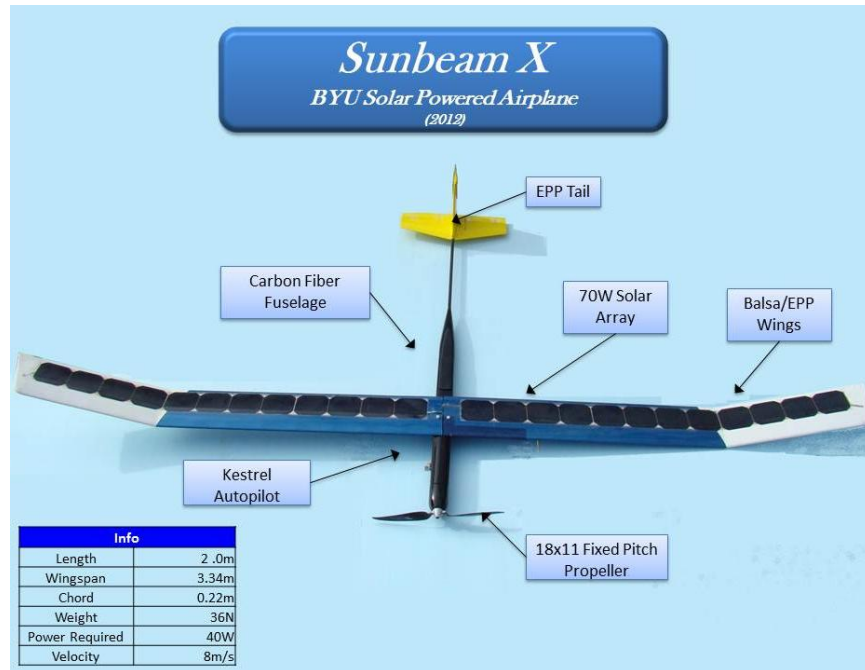 Sunbeam X
BYU Solar Powered Airplane
(2012)
EPP Tail
Carbon Fiber
Fuselage
70W Solar
Array
Balsa/EPP
Wings
Kestrel
Autopilot
18x11 Fixed Pitch
Propeller
Info
Length 2 .0m
Wingspan 3.34m
Chord 0.22m
Weight 36N
Power Required 40W
Velocity 8m/s